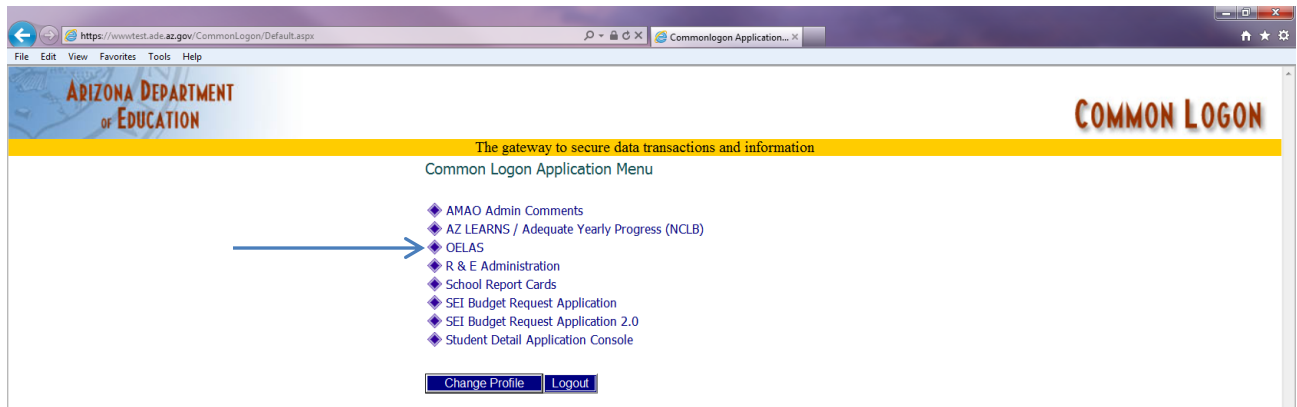 https://wwwtest.ade.az.gov/CommonLogon/Default.aspx
Commonlogon Application...
File Edit View Favorites Tools Help
ARIZONA DEPARTMENT
OF EDUCATION
COMMON LOGON
The gateway to secure data transactions and information
Common Logon Application Menu
AMAO Admin Comments
AZ LEARNS / Adequate Yearly Progress (NCLB)
OELAS
R & E Administration
School Report Cards
SEI Budget Request Application
SEI Budget Request Application 2.0
Student Detail Application Console
Change Profile Logout